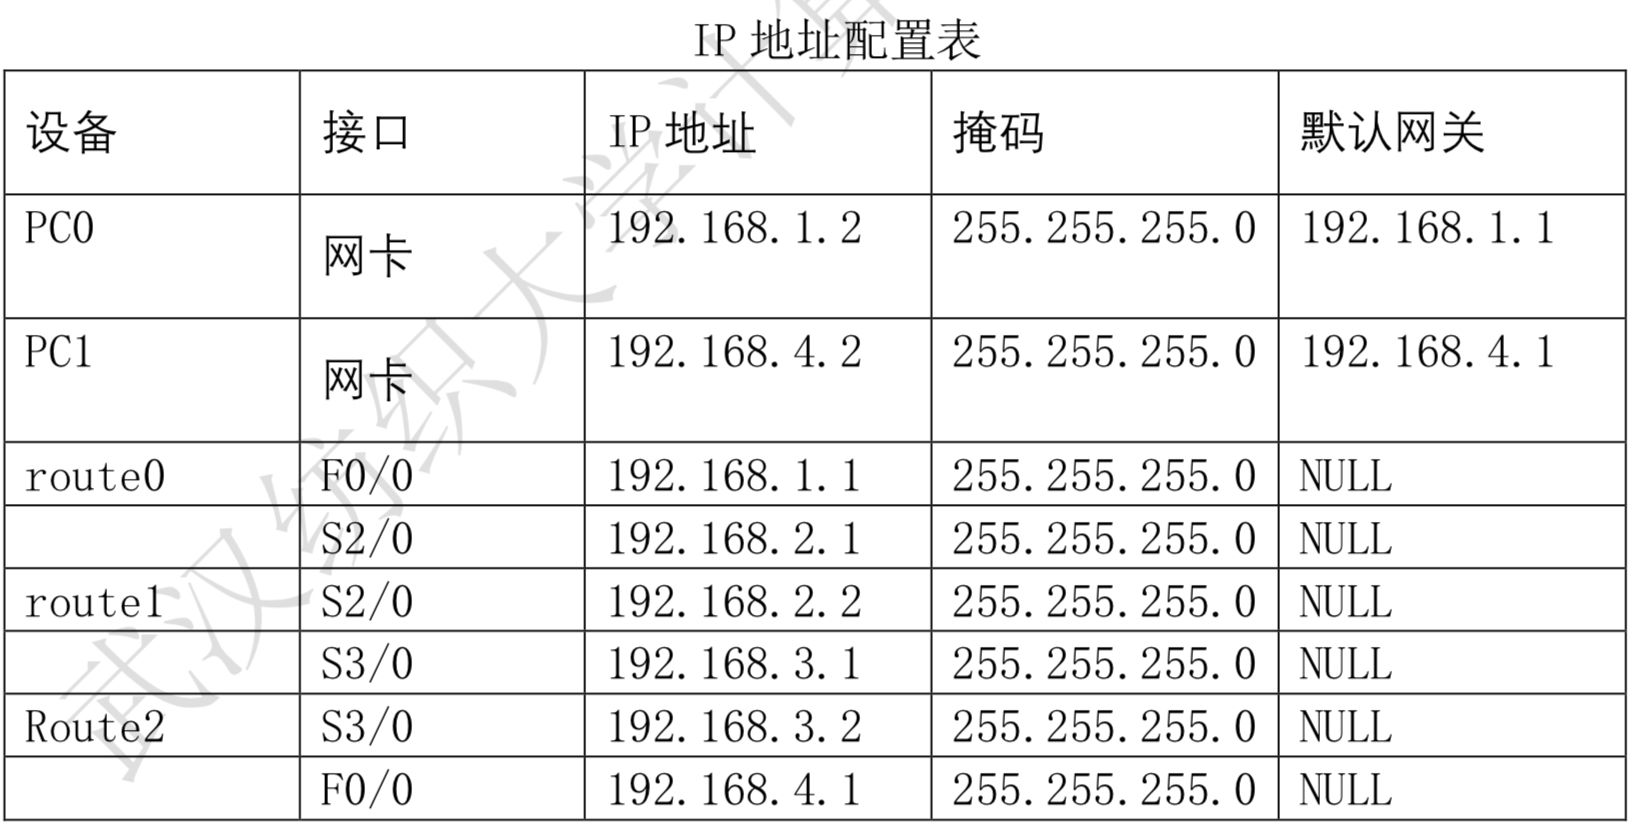 IP 地址配置表
设备 接口 IP 地址 掩码 默认网关
PC0 网卡 192.168.1.2 255.255.255.0 192.168.1.1
PC1 网卡 192.168.4.2 255.255.255.0 192.168.4.1
route0 F0/0 192.168.1.1 255.255.255.0 NULL
S2/0 192.168.2.1 255.255.255.0 NULL
route1 S2/0 192.168.2.2 255.255.255.0 NULL
S3/0 192.168.3.1 255.255.255.0 NULL
Route2 S3/0 192.168.3.2 255.255.255.0 NULL
F0/0 192.168.4.1 255.255.255.0 NULL
武汉纺织大学计算